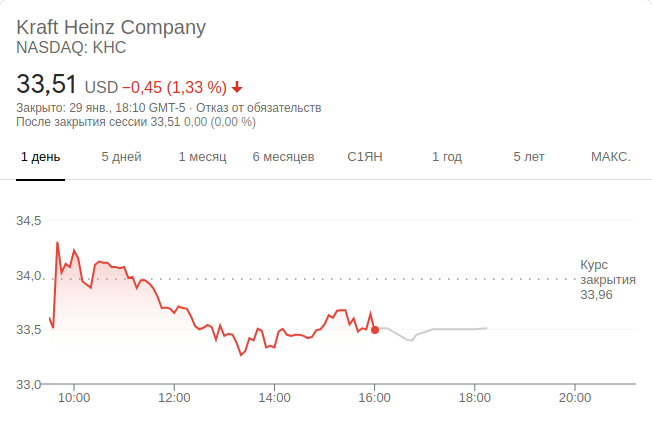 Kraft Heinz Company
NASDAQ: KHC
33,51 USD −0,45 (1,33 %)
Закрыто: 29 янв., 18:10 GMT-5 · Отказ от обязательств
После закрытия сессии 33,51 0,00 (0,00 %)
1 день 5 дней 1 месяц 6 месяцев С1ЯН 1 год 5 лет МАКС.
34,5
34,0
33,5
33,0
Курс
закрытия
33,96
10:00 12:00 14:00 16:00 18:00 20:00